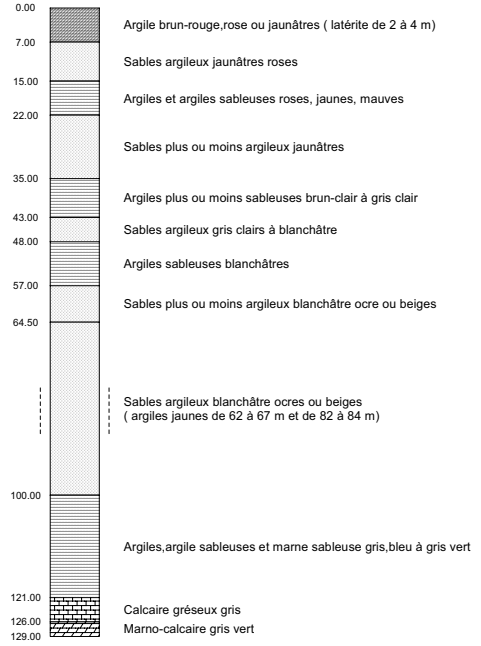 0.00
Argile brun-rouge,rose ou jaunâtres ( latérite de 2 à 4 m)
7.00
Sables argileux jaunâtres roses
15.00
Argiles et argiles sableuses roses, jaunes, mauves
22.00
Sables plus ou moins argileux jaunâtres
35.00
Argiles plus ou moins sableuses brun-clair à gris clair
43.00
Sables argileux gris clairs à blanchâtre
48.00
Argiles sableuses blanchâtres
57.00
Sables plus ou moins argileux blanchâtre ocre ou beiges
64.50
Sables argileux blanchâtre ocres ou beiges
( argiles jaunes de 62 à 67 m et de 82 à 84 m)
100.00
Argiles,argile sableuses et marne sableuse gris,bleu à gris vert
121.00
Calcaire gréseux gris
126.00
Marno-calcaire gris vert
129.00